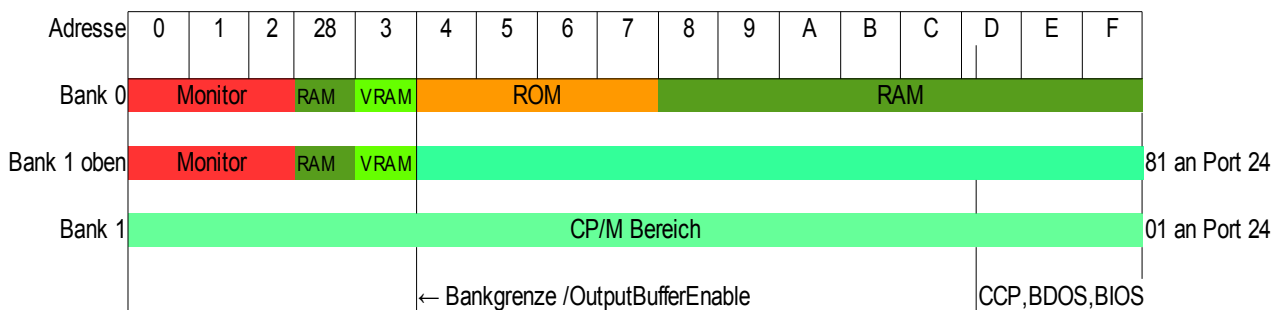 Adresse 0 1 2 28 3 4 5 6 7 8 9 A B C D E F
Bank 0 Monitor RAM VRAM ROM RAM
Bank 1 oben Monitor RAM VRAM 81 an Port 24
Bank 1 CP/M Bereich 01 an Port 24
← Bankgrenze /OutputBufferEnable CCP,BDOS,BIOS